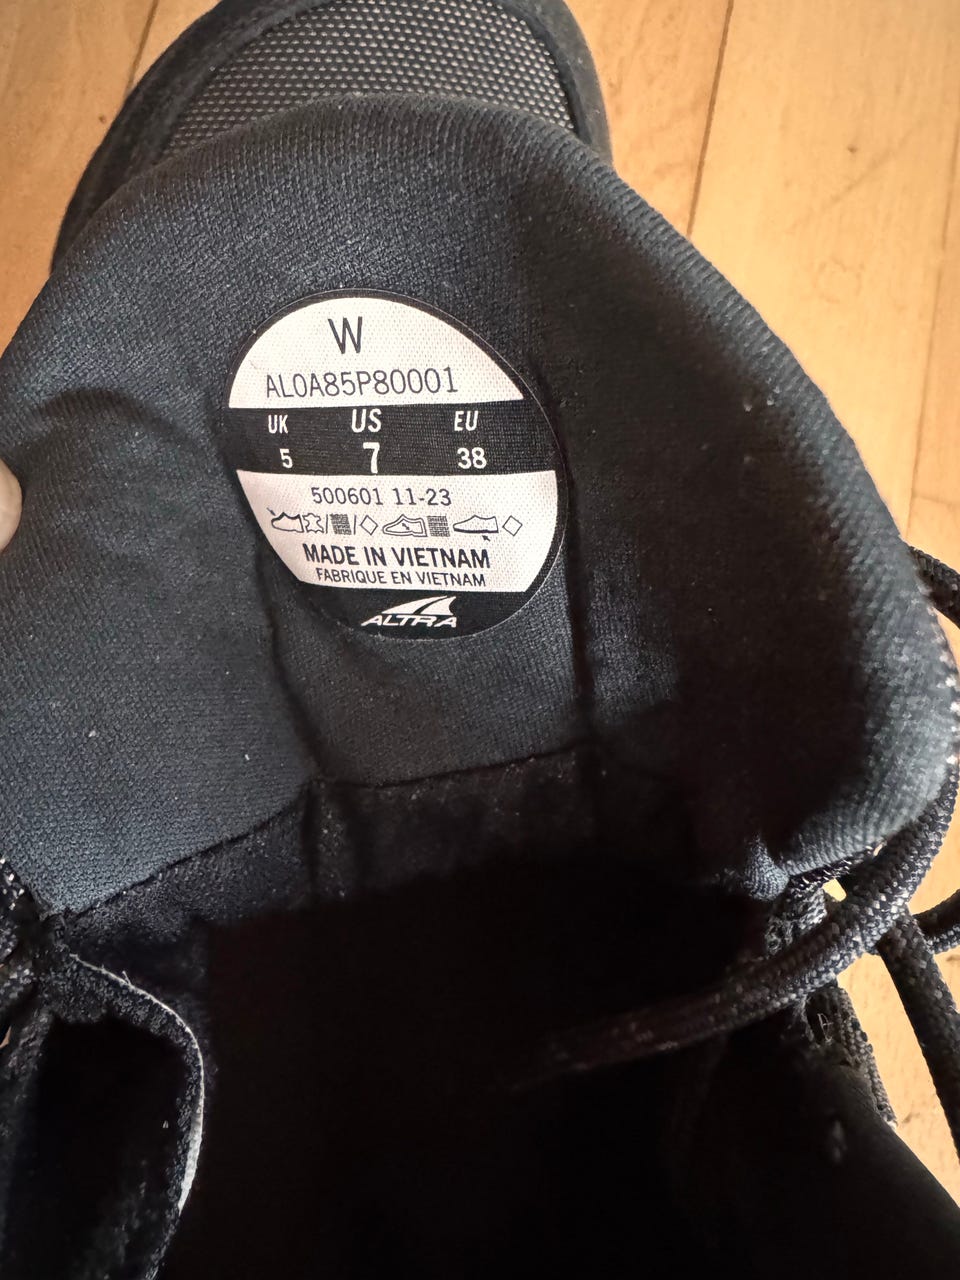 W
AL0A85P80001
UK US EU
5 7 38
500601 11-23
MADE IN VIETNAM
FABRIQUE EN VIETNAM
ALTRA